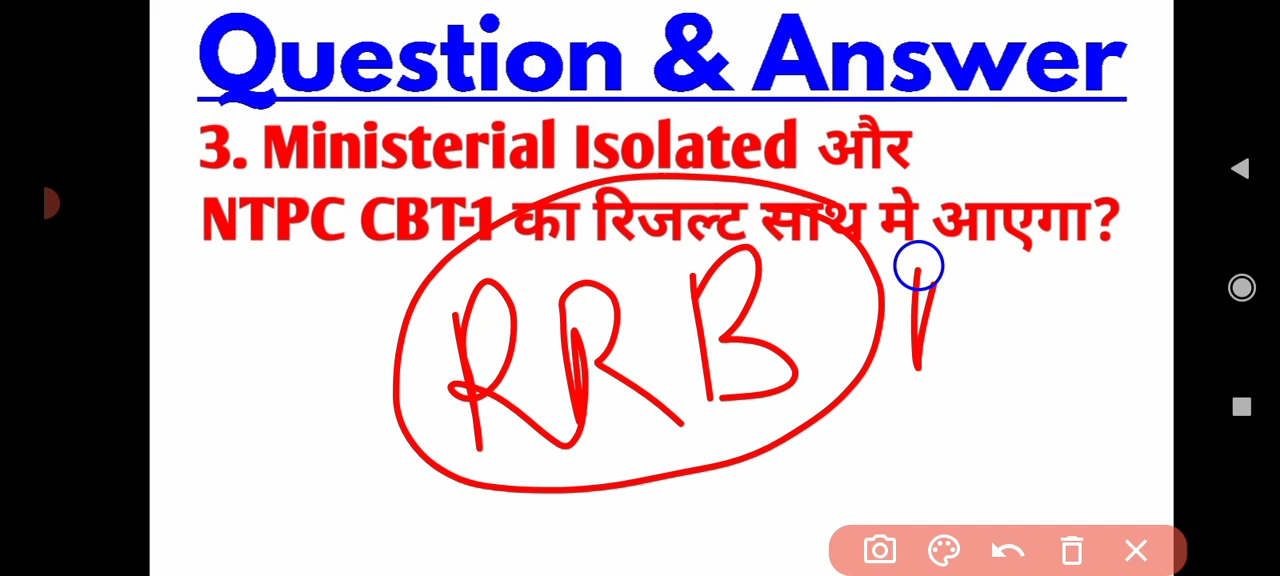 Question & Answer
3. Ministerial Isolated और
NTPC CBT-1 का रिजल्ट साथ मे आएगा?
RRB